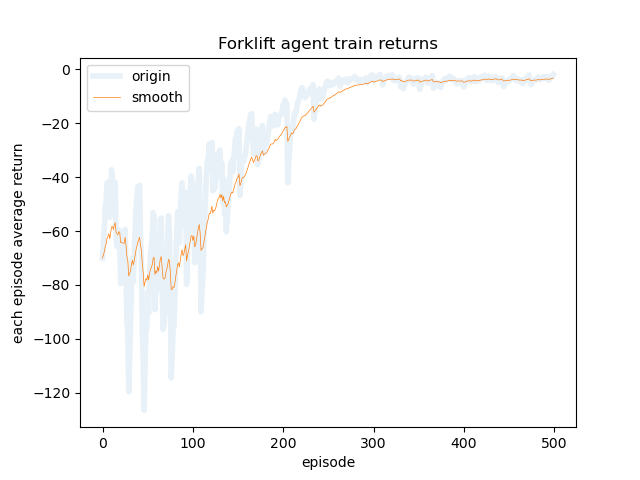 Forklift agent train returns
origin
smooth
each episode average return
0
−20
−40
−60
−80
−100
−120
0 100 200 300 400 500
episode